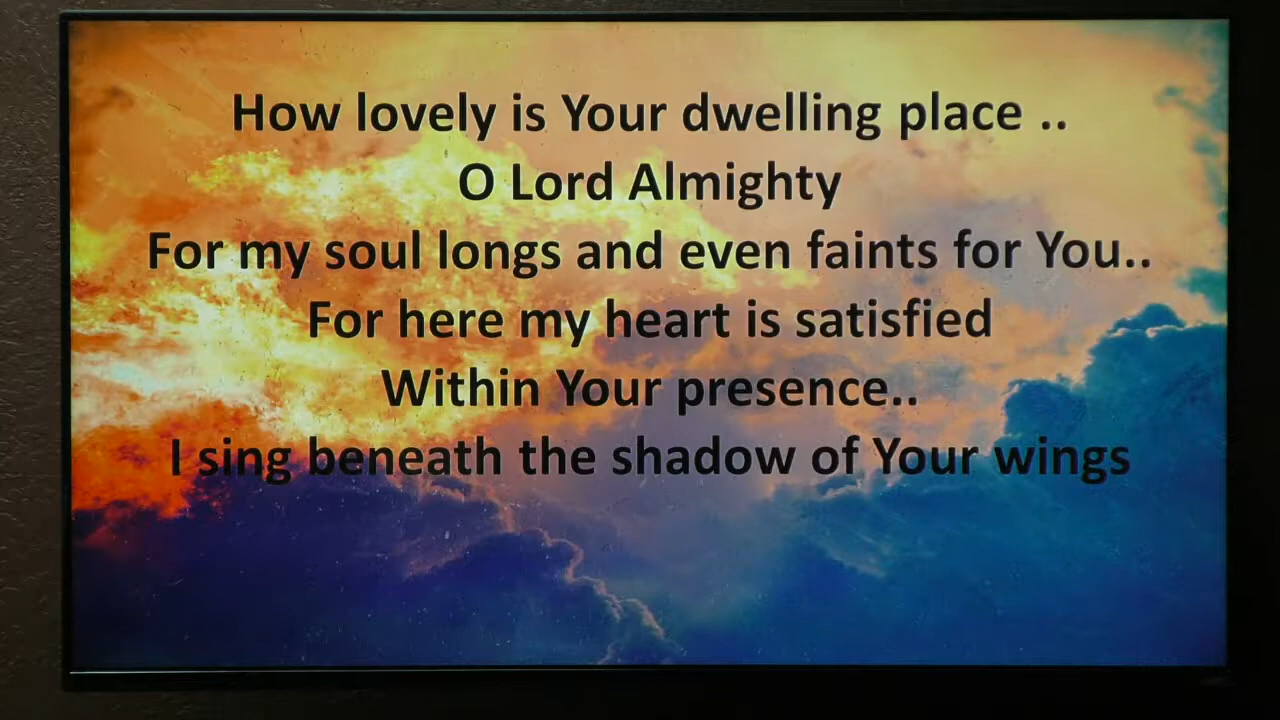 How lovely is Your dwelling place ..
O Lord Almighty
For my soul longs and even faints for You..
For here my heart is satisfied
Within Your presence..
I sing beneath the shadow of Your wings